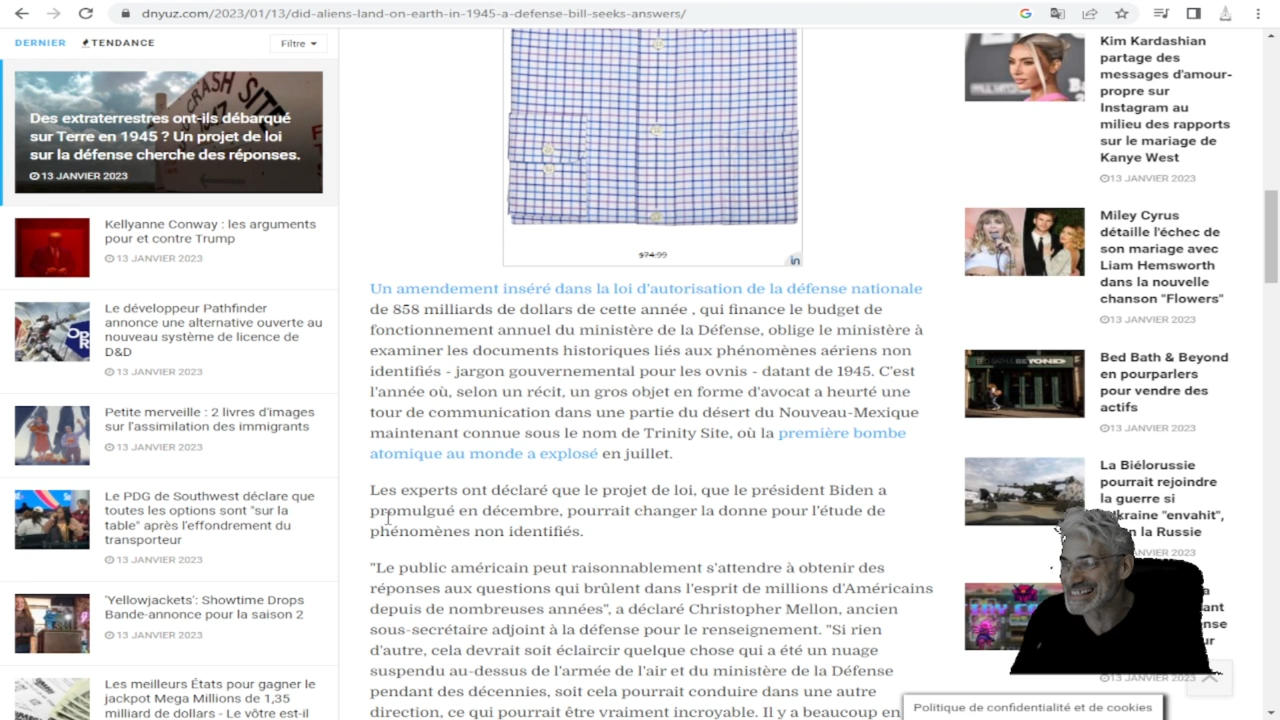 dnyuz.com/2023/01/13/did-aliens-land-on-earth-in-1945-a-defense-bill-seeks-answers/
DERNIER
TENDANCE
Filtre
CRASH SITE
Des extraterrestres ont-ils débarqué
sur Terre en 1945 ? Un projet de loi
sur la défense cherche des réponses.
13 JANVIER 2023
Kellyanne Conway : les arguments
pour et contre Trump
13 JANVIER 2023
Le développeur Pathfinder
annonce une alternative ouverte au
nouveau système de licence de
D&D
13 JANVIER 2023
Petite merveille : 2 livres d'images
sur l'assimilation des immigrants
13 JANVIER 2023
Le PDG de Southwest déclare que
toutes les options sont "sur la
table" après l'effondrement du
transporteur
13 JANVIER 2023
'Yellowjackets': Showtime Drops
Bande-annonce pour la saison 2
13 JANVIER 2023
Les meilleurs États pour gagner le
jackpot Mega Millions de 1,35
milliard de dollars - Le vôtre est-il
$74.99
in
Un amendement inséré dans la loi d'autorisation de la défense nationale
de 858 milliards de dollars de cette année , qui finance le budget de
fonctionnement annuel du ministère de la Défense, oblige le ministère à
examiner les documents historiques liés aux phénomènes aériens non
identifiés - jargon gouvernemental pour les ovnis - datant de 1945. C'est
l'année où, selon un récit, un gros objet en forme d'avocat a heurté une
tour de communication dans une partie du désert du Nouveau-Mexique
maintenant connue sous le nom de Trinity Site, où la première bombe
atomique au monde a explosé en juillet.
Les experts ont déclaré que le projet de loi, que le président Biden a
promulgué en décembre, pourrait changer la donne pour l'étude de
phénomènes non identifiés.
"Le public américain peut raisonnablement s'attendre à obtenir des
réponses aux questions qui brûlent dans l'esprit de millions d'Américains
depuis de nombreuses années", a déclaré Christopher Mellon, ancien
sous-secrétaire adjoint à la défense pour le renseignement. "Si rien
d'autre, cela devrait soit éclaircir quelque chose qui a été un nuage
suspendu au-dessus de l'armée de l'air et du ministère de la Défense
pendant des décennies, soit cela pourrait conduire dans une autre
direction, ce qui pourrait être vraiment incroyable. Il y a beaucoup en
Kim Kardashian
partage des
messages d'amour-
propre sur
Instagram au
milieu des rapports
sur le mariage de
Kanye West
13 JANVIER 2023
Miley Cyrus
détaille l'échec de
son mariage avec
Liam Hemsworth
dans la nouvelle
chanson "Flowers"
13 JANVIER 2023
Bed Bath & Beyond
en pourparlers
pour vendre des
actifs
13 JANVIER 2023
La Biélorussie
pourrait rejoindre
la guerre si
kraine "envahit",
n la Russie
NVIER 2023
13 JANVIER 2023
Politique de confidentialité et de cookies